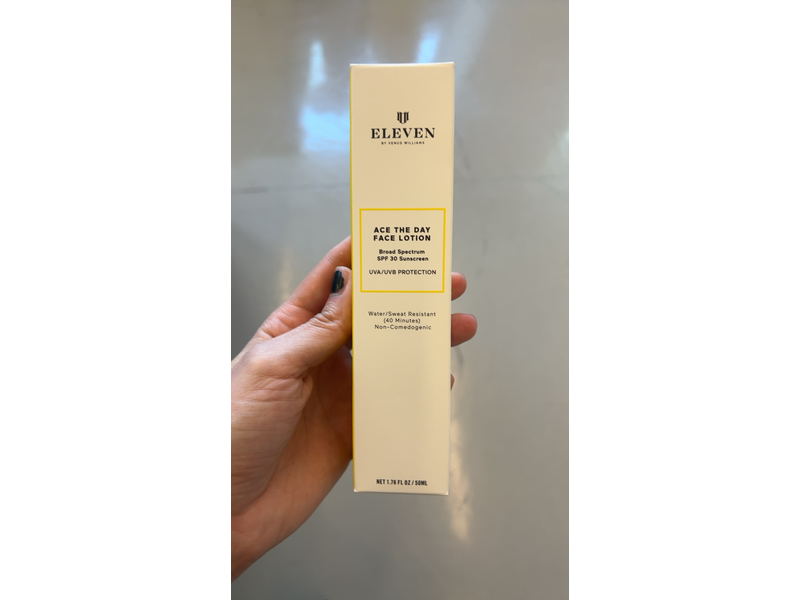 ELEVEN
BY VENUS WILLIAMS
ACE THE DAY
FACE LOTION
Broad Spectrum
SPF 30 Sunscreen
UVA/UVB PROTECTION
Water/Sweat Resistant
(40 Minutes)
Non-Comedogenic
NET 1.76 FL OZ / 50ML